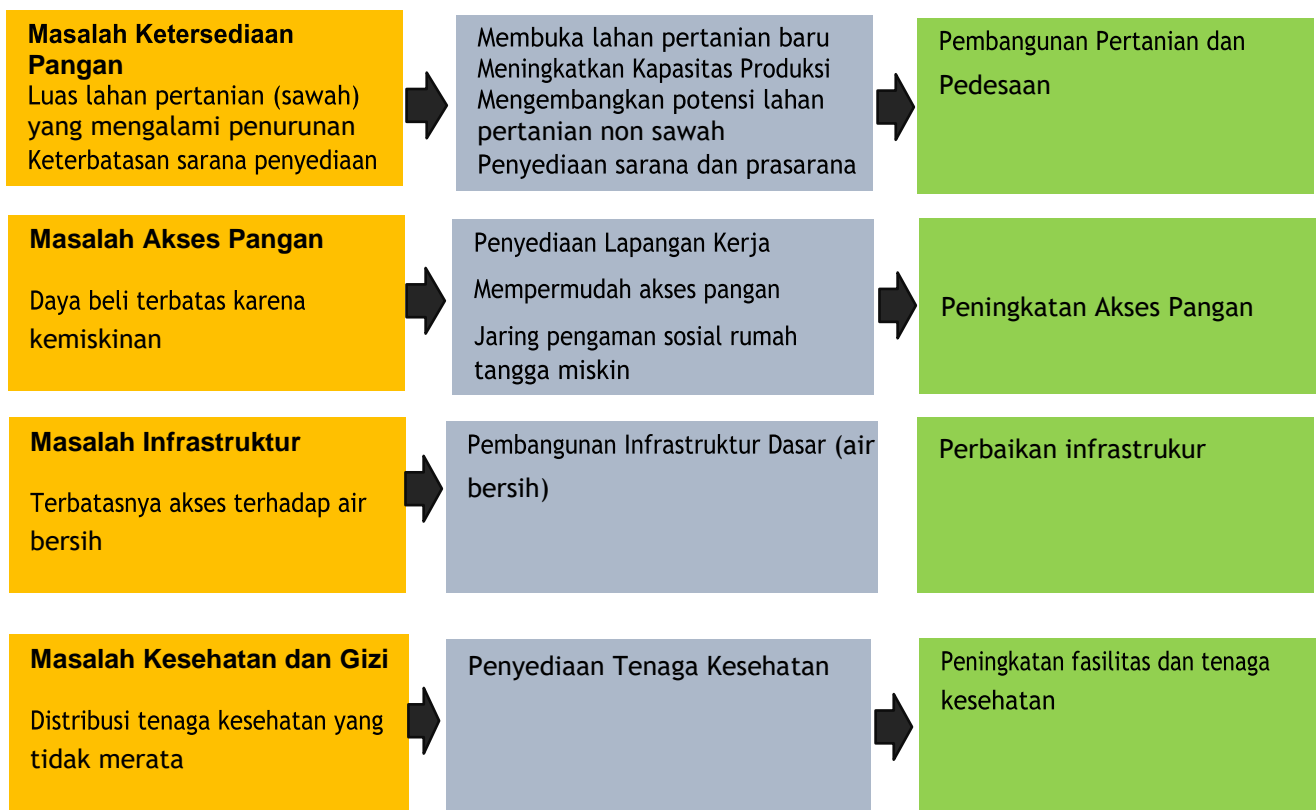 Masalah Ketersediaan
Pangan
Luas lahan pertanian (sawah)
yang mengalami penurunan
Keterbatasan sarana penyediaan
Membuka lahan pertanian baru
Meningkatkan Kapasitas Produksi
Mengembangkan potensi lahan
pertanian non sawah
Penyediaan sarana dan prasarana
Pembangunan Pertanian dan
Pedesaan
Masalah Akses Pangan
Daya beli terbatas karena
kemiskinan
Penyediaan Lapangan Kerja
Mempermudah akses pangan
Jaring pengaman sosial rumah
tangga miskin
Peningkatan Akses Pangan
Masalah Infrastruktur
Terbatasnya akses terhadap air
bersih
Pembangunan Infrastruktur Dasar (air
bersih)
Perbaikan infrastrukur
Masalah Kesehatan dan Gizi
Distribusi tenaga kesehatan yang
tidak merata
Penyediaan Tenaga Kesehatan
Peningkatan fasilitas dan tenaga
kesehatan